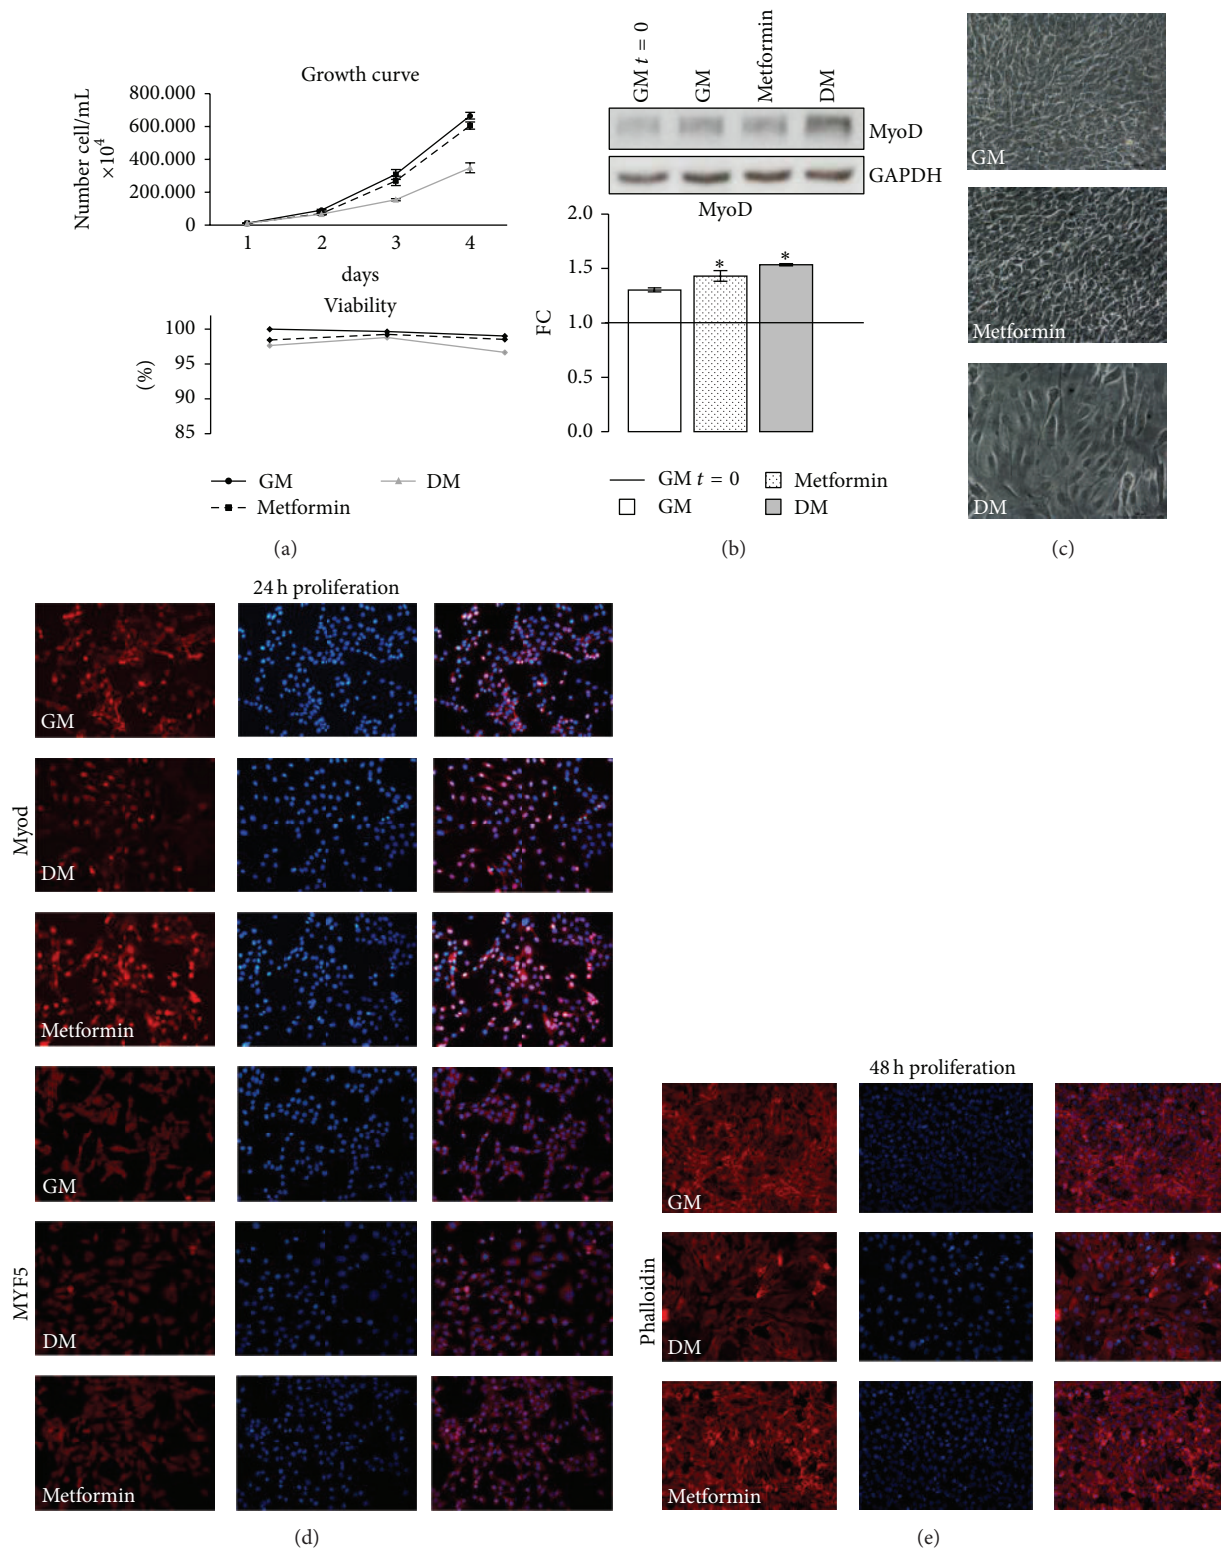 Growth curve
Number cell/mL
×10⁴
800.000
600.000
400.000
200.000
0
1 2 3 4
days
Viability
(%)
100
95
90
85
GM DM
Metformin
(a)
GM t = 0
GM
Metformin
DM
MyoD
GAPDH
MyoD
FC
2.0
1.5
1.0
0.5
0.0
* *
GM t = 0 Metformin
GM DM
(b)
GM
Metformin
DM
(c)
24 h proliferation
Myod
GM
DM
Metformin
MYF5
GM
DM
Metformin
(d)
48 h proliferation
Phalloidin
GM
DM
Metformin
(e)